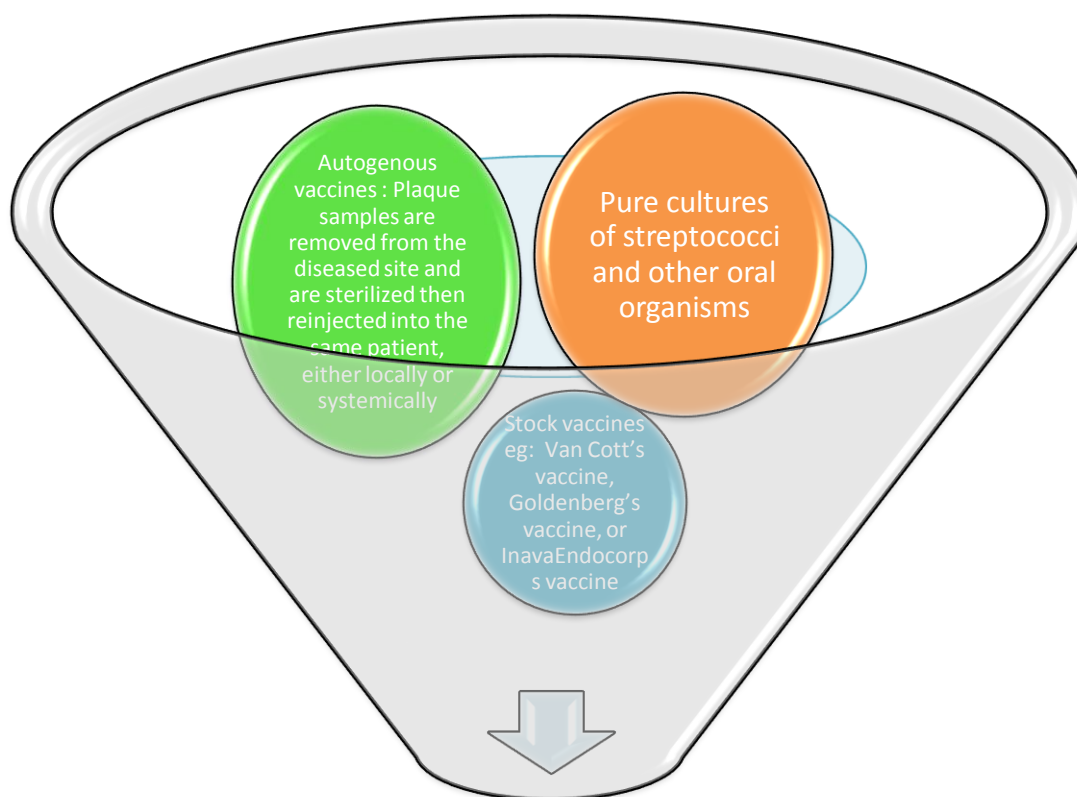 Autogenous
vaccines : Plaque
samples are
removed from the
diseased site and
are sterilized then
reinjected into the
same patient,
either locally or
systemically
Pure cultures
of streptococci
and other oral
organisms
Stock vaccines
eg: Van Cott’s
vaccine,
Goldenberg’s
vaccine, or
InavaEndocorp
s vaccine